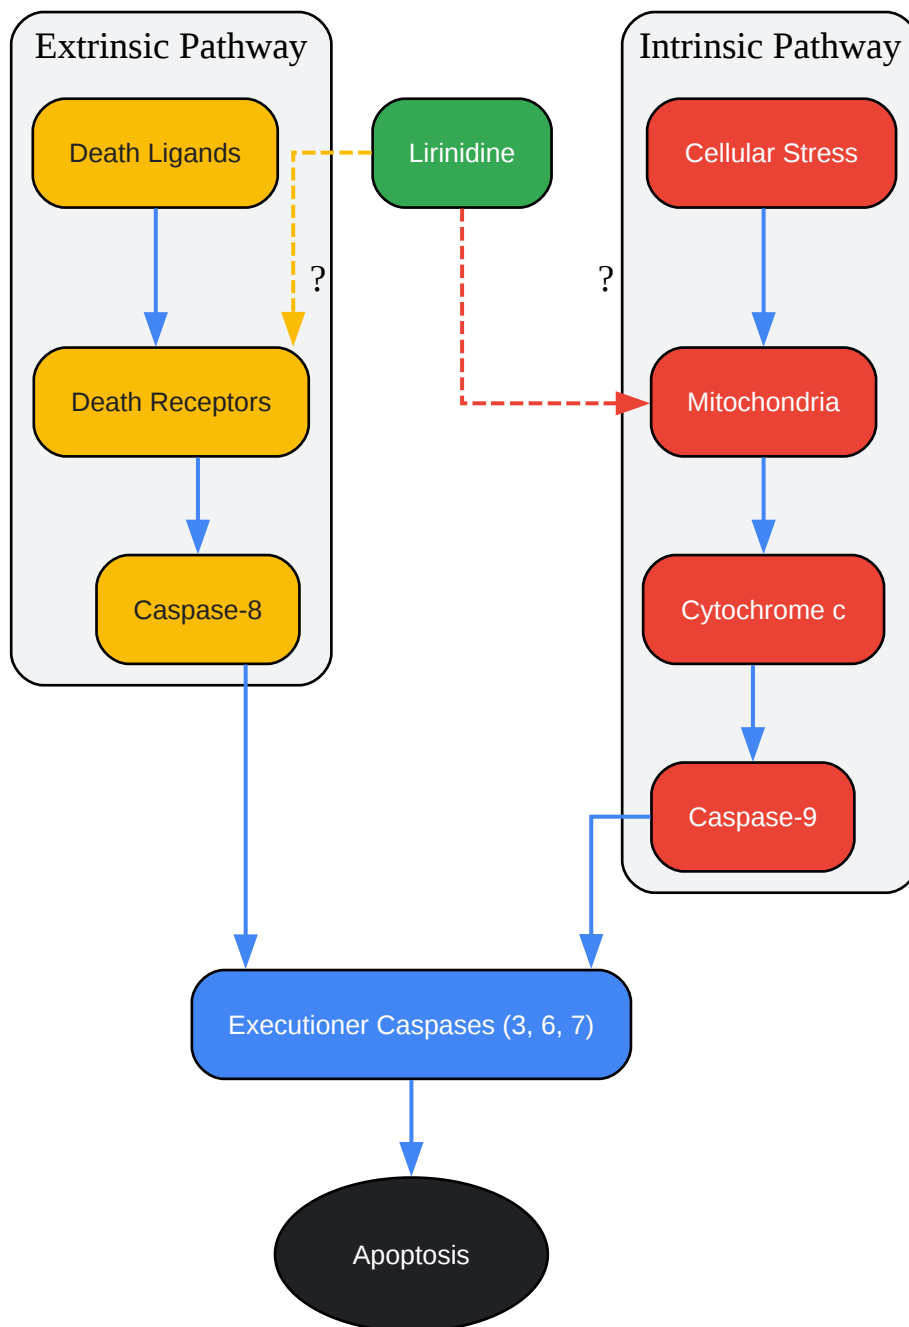 Extrinsic Pathway
Intrinsic Pathway
Death Ligands
Lirinidine
Cellular Stress
?
?
Death Receptors
Mitochondria
Caspase-8
Cytochrome c
Caspase-9
Executioner Caspases (3, 6, 7)
Apoptosis